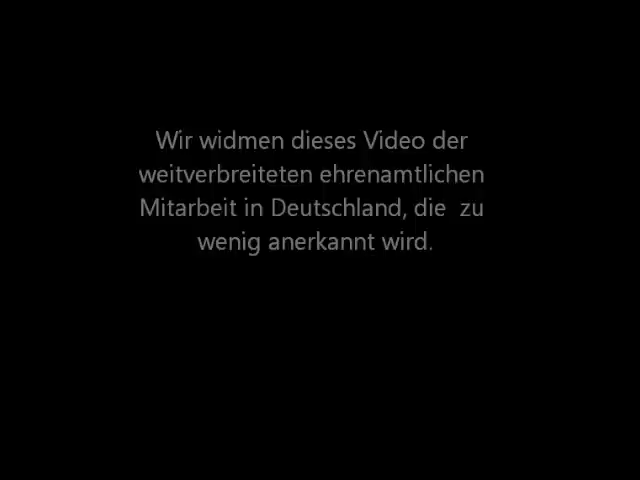 Wir widmen dieses Video der
weitverbreiteten ehrenamtlichen
Mitarbeit in Deutschland, die  zu
wenig anerkannt wird.